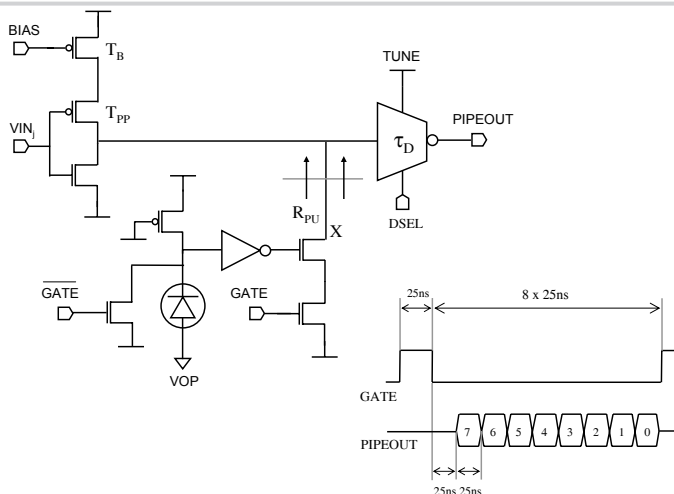 BIAS
T_B
TUNE
T_PP
VIN_j
τ_D
PIPEOUT
R_PU
X
DSEL
GATE
GATE
VOP
25ns
8 x 25ns
GATE
PIPEOUT
7 6 5 4 3 2 1 0
25ns 25ns